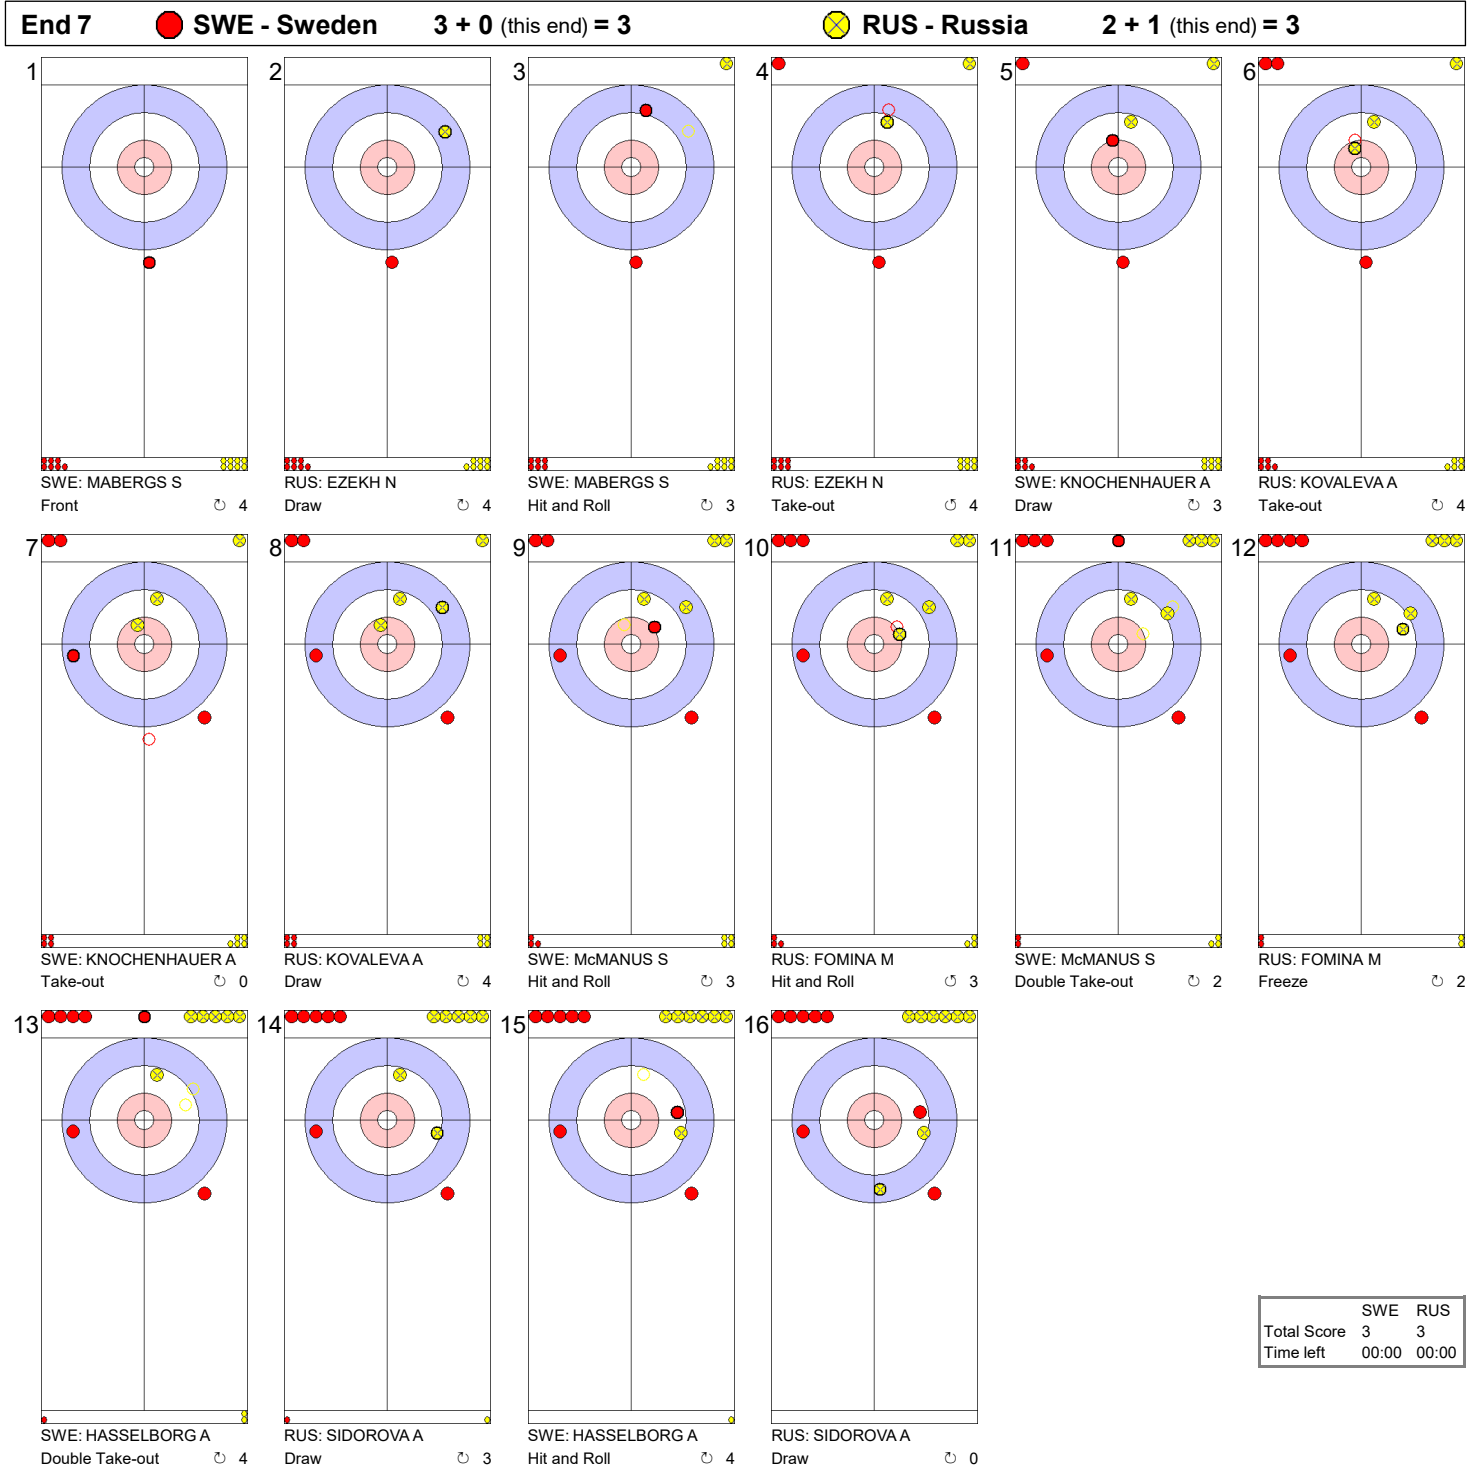 End 7 SWE - Sweden 3 + 0 (this end) = 3 RUS - Russia 2 + 1 (this end) = 3
1 2 3 4 5 6
SWE: MABERGS S RUS: EZEKH N SWE: MABERGS S RUS: EZEKH N SWE: KNOCHENHAUER A RUS: KOVALEVA A
Front ↻ 4 Draw ↻ 4 Hit and Roll ↻ 3 Take-out ↺ 4 Draw ↻ 3 Take-out ↻ 4
7 8 9 10 11 12
SWE: KNOCHENHAUER A RUS: KOVALEVA A SWE: McMANUS S RUS: FOMINA M SWE: McMANUS S RUS: FOMINA M
Take-out ↻ 0 Draw ↻ 4 Hit and Roll ↻ 3 Hit and Roll ↺ 3 Double Take-out ↻ 2 Freeze ↻ 2
13 14 15 16
SWE RUS
Total Score 3 3
Time left 00:00 00:00
SWE: HASSELBORG A RUS: SIDOROVA A SWE: HASSELBORG A RUS: SIDOROVA A
Double Take-out ↻ 4 Draw ↻ 3 Hit and Roll ↻ 4 Draw ↻ 0